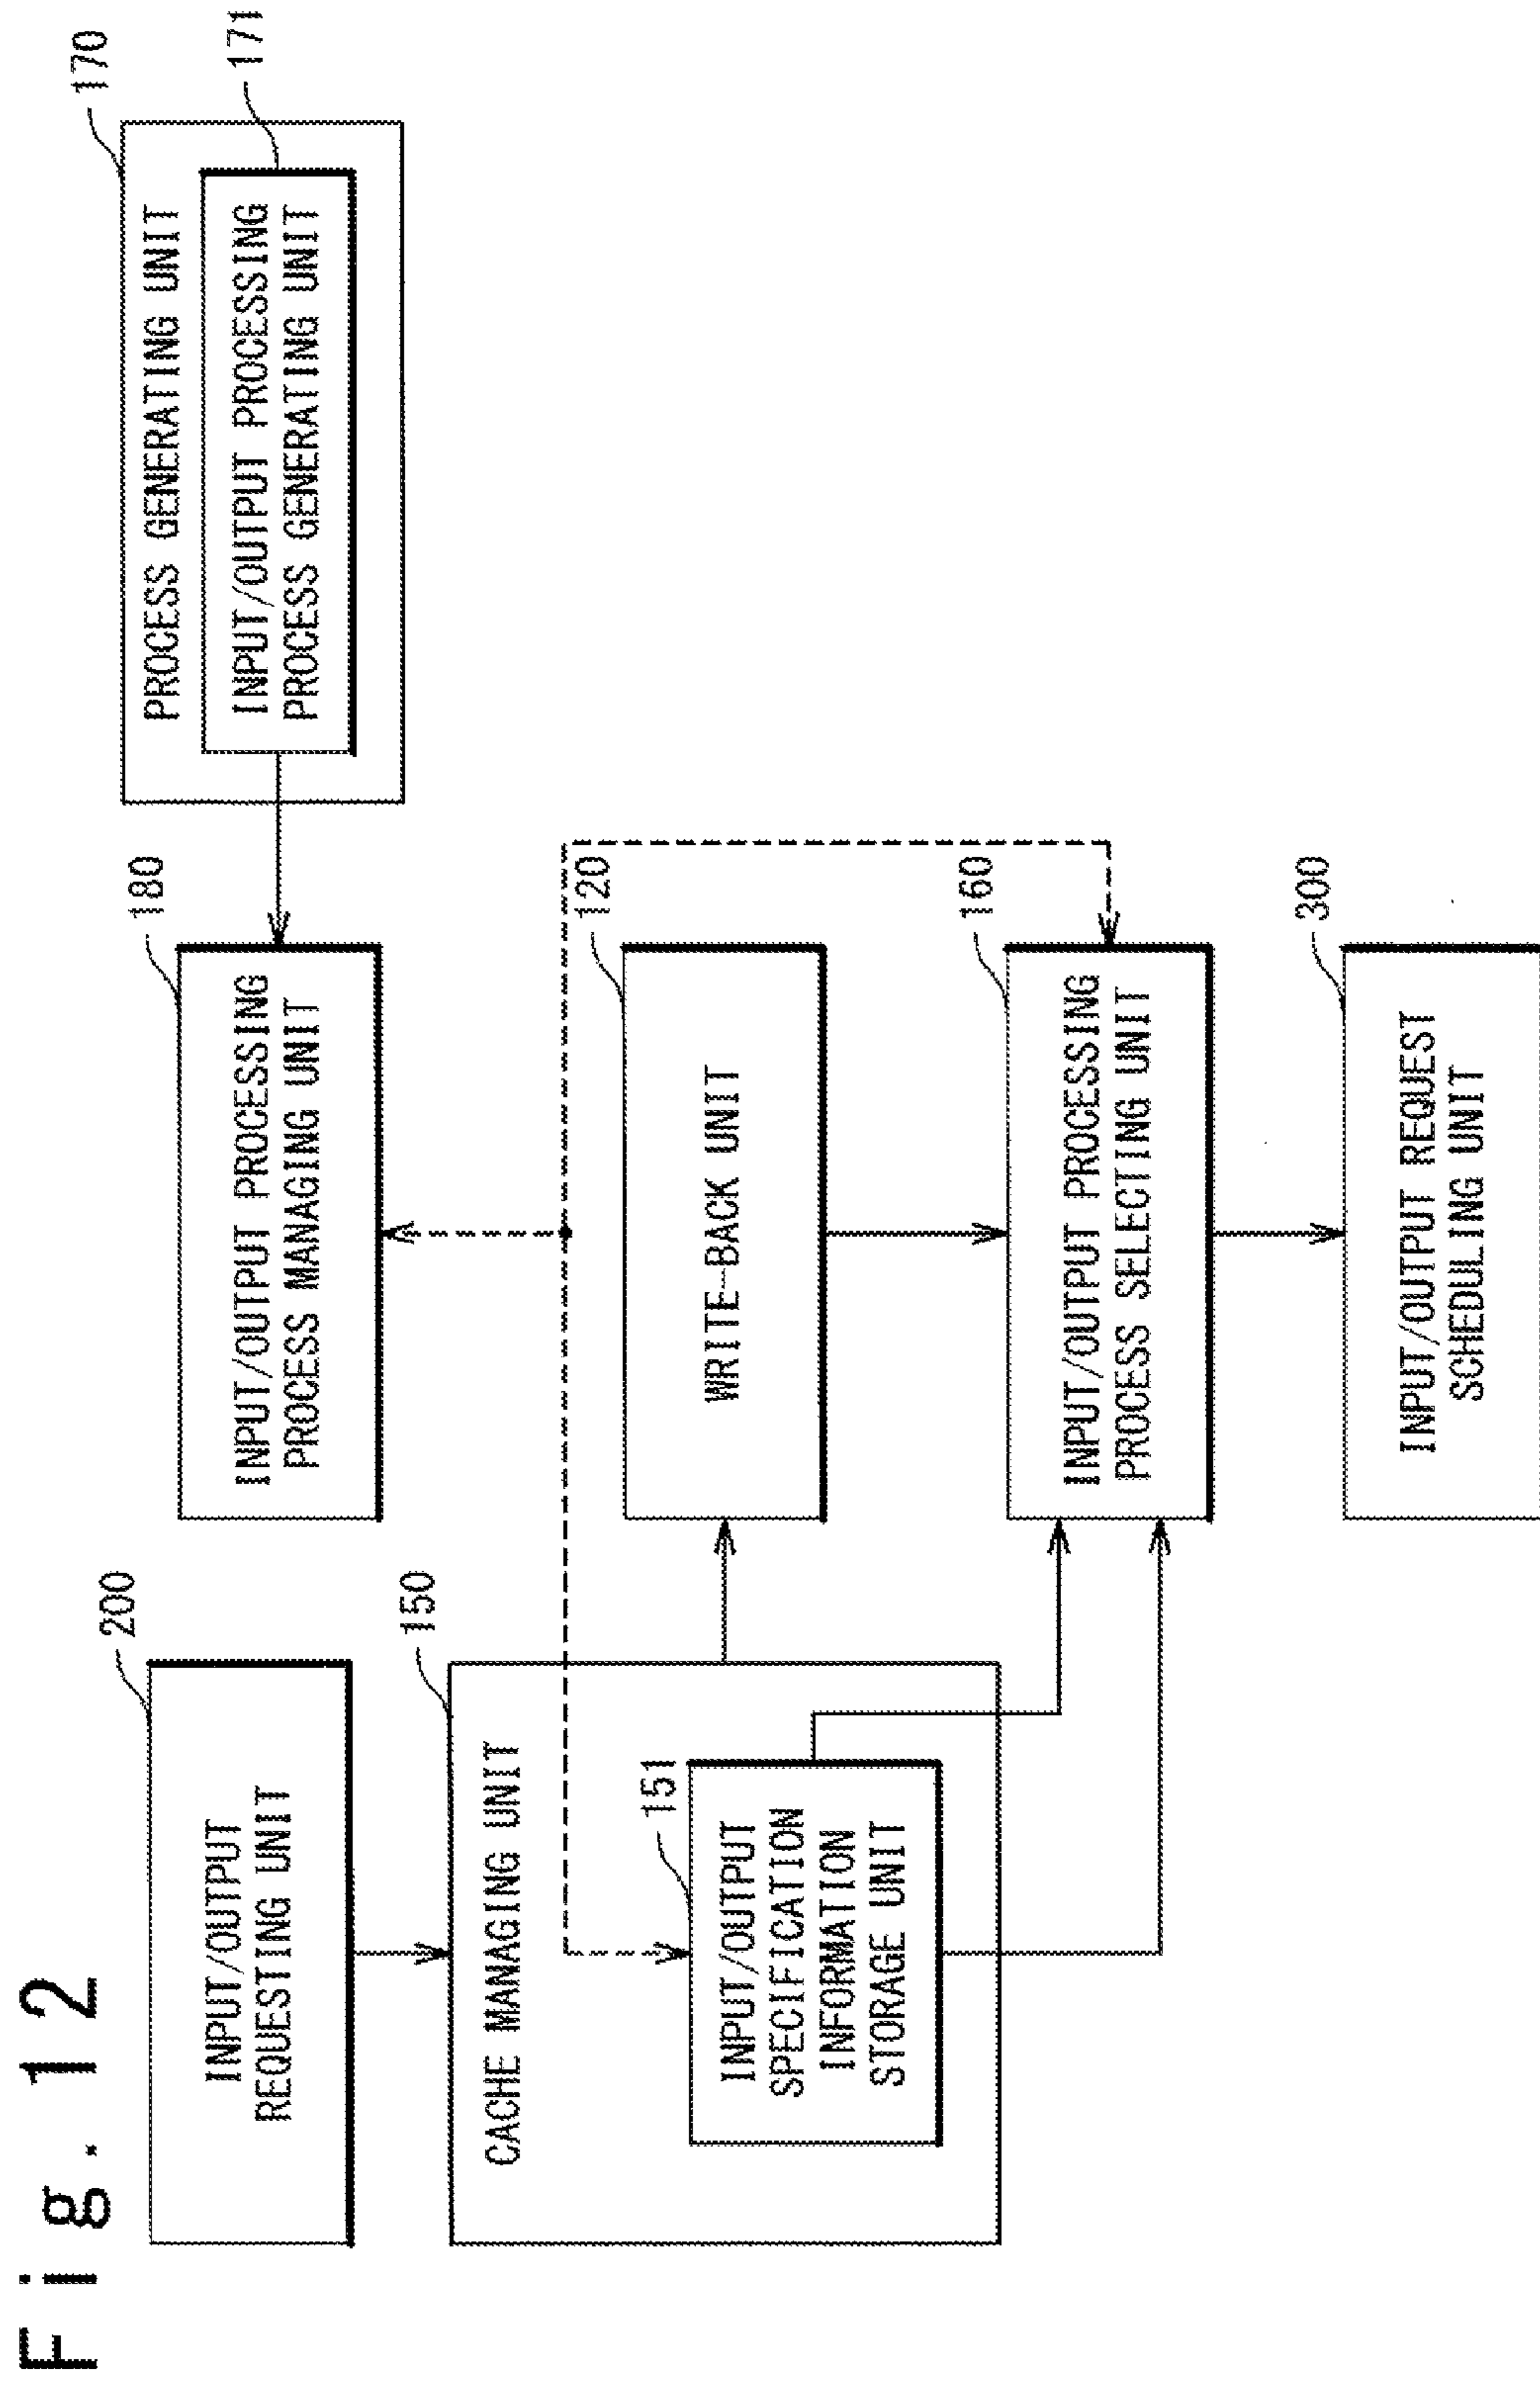 Fig. 12
200
INPUT/OUTPUT
REQUESTING UNIT
150
CACHE MANAGING UNIT
151
INPUT/OUTPUT
SPECIFICATION
INFORMATION
STORAGE UNIT
180
INPUT/OUTPUT PROCESSING
PROCESS MANAGING UNIT
120
WRITE-BACK UNIT
160
INPUT/OUTPUT PROCESSING
PROCESS SELECTING UNIT
300
INPUT/OUTPUT REQUEST
SCHEDULING UNIT
170
PROCESS GENERATING UNIT
171
INPUT/OUTPUT PROCESSING
PROCESS GENERATING UNIT